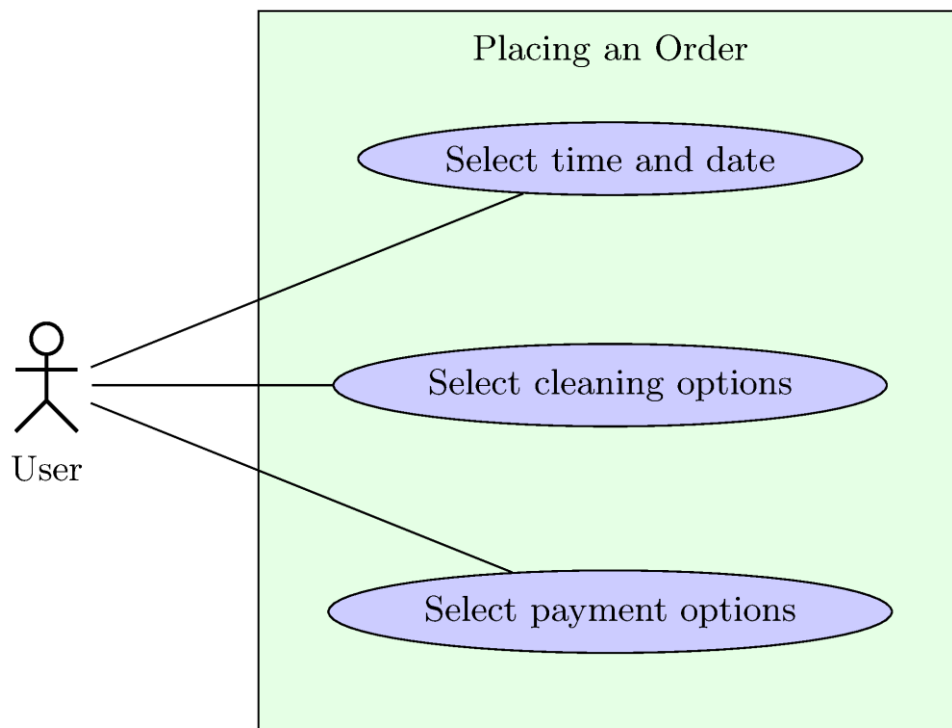 Placing an Order
Select time and date
Select cleaning options
User
Select payment options